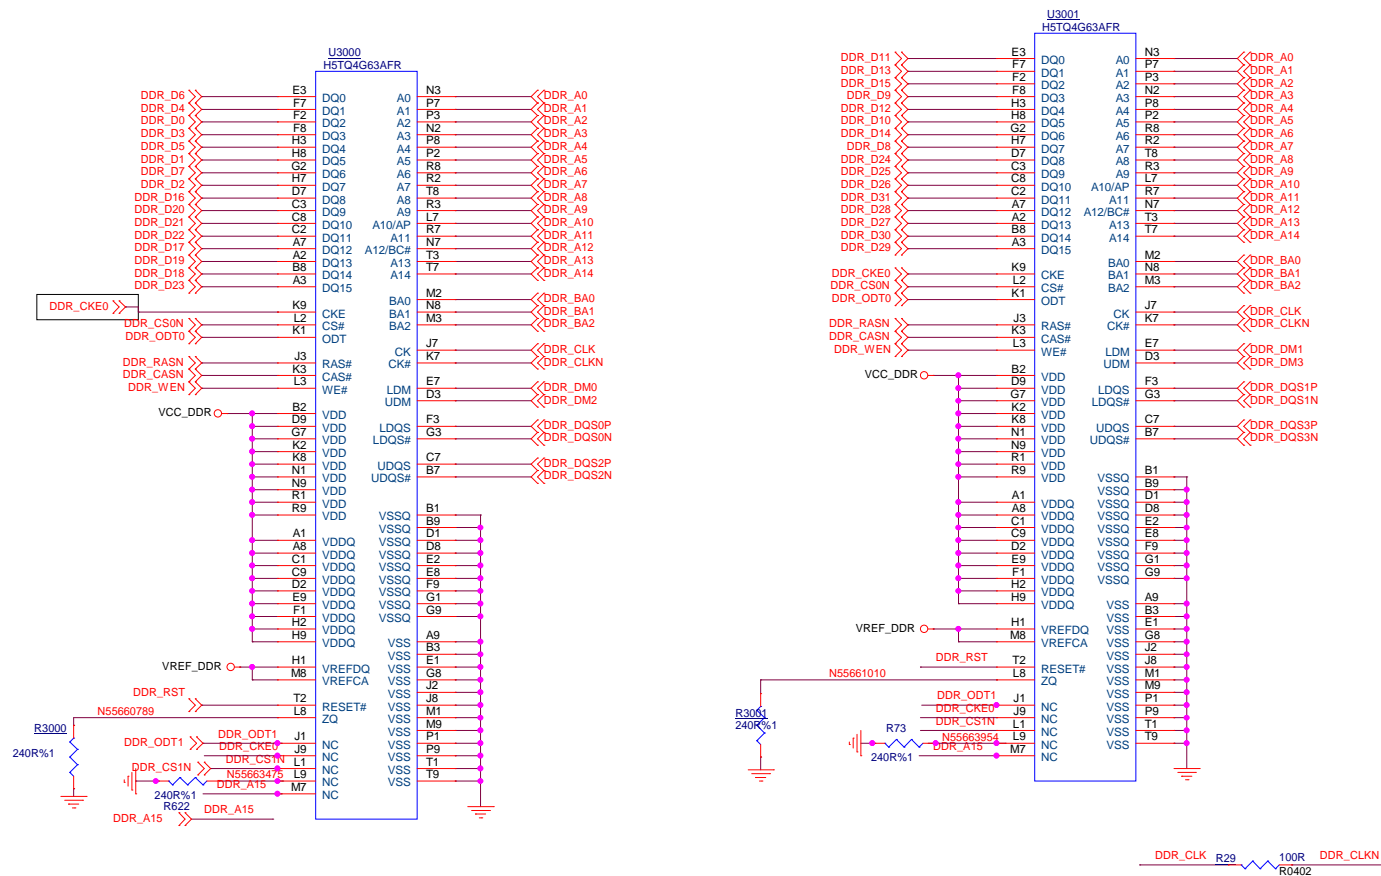 U3000
H5TQ4G63AFR
DDR_D6 E3 DQ0 A0 N3 DDR_A0
DDR_D4 F7 DQ1 A1 P7 DDR_A1
DDR_D0 F2 DQ2 A2 P3 DDR_A2
DDR_D3 F8 DQ3 A3 N2 DDR_A3
DDR_D5 H3 DQ4 A4 P8 DDR_A4
DDR_D1 H8 DQ5 A5 P2 DDR_A5
DDR_D7 G2 DQ6 A6 R8 DDR_A6
DDR_D2 H7 DQ7 A7 R2 DDR_A7
DDR_D16 D7 DQ8 A8 T8 DDR_A8
DDR_D20 C3 DQ9 A9 R3 DDR_A9
DDR_D21 C8 DQ10 A10/AP L7 DDR_A10
DDR_D22 C2 DQ11 A11 R7 DDR_A11
DDR_D17 A7 DQ12 A12/BC# N7 DDR_A12
DDR_D19 A2 DQ13 A13 T3 DDR_A13
DDR_D18 B8 DQ14 A14 T7 DDR_A14
DDR_D23 A3 DQ15
BA0 M2 DDR_BA0
DDR_CKE0 K9 CKE BA1 N8 DDR_BA1
DDR_CS0N L2 CS# BA2 M3 DDR_BA2
DDR_ODT0 K1 ODT
CK J7 DDR_CLK
DDR_RASN J3 RAS# CK# K7 DDR_CLKN
DDR_CASN K3 CAS#
DDR_WEN L3 WE# LDM E7 DDR_DM0
UDM D3 DDR_DM2
VCC_DDR B2 VDD
D9 VDD LDQS F3 DDR_DQS0P
G7 VDD LDQS# G3 DDR_DQS0N
K2 VDD
K8 VDD UDQS C7 DDR_DQS2P
N1 VDD UDQS# B7 DDR_DQS2N
N9 VDD
R1 VDD
R9 VDD VSSQ B1
VSSQ B9
A1 VDDQ VSSQ D1
A8 VDDQ VSSQ D8
C1 VDDQ VSSQ E2
C9 VDDQ VSSQ E8
D2 VDDQ VSSQ F9
E9 VDDQ VSSQ G1
F1 VDDQ VSSQ G9
H2 VDDQ
H9 VDDQ VSS A9
VSS B3
VREF_DDR H1 VREFDQ VSS E1
M8 VREFCA VSS G8
VSS J2
DDR_RST T2 RESET# VSS J8
N55660789 L8 ZQ VSS M1
R3000 VSS M9
240R%1
DDR_ODT1 DDR_ODT1 J1 NC VSS P1
DDR_CKE0 J9 NC VSS P9
DDR_CS1N DDR_CS1N L1 NC VSS T1
N55663475 L9 NC VSS T9
DDR_A15 M7 NC
240R%1
R622
DDR_A15 DDR_A15
U3001
H5TQ4G63AFR
DDR_D11 E3 DQ0 A0 N3 DDR_A0
DDR_D13 F7 DQ1 A1 P7 DDR_A1
DDR_D15 F2 DQ2 A2 P3 DDR_A2
DDR_D9 F8 DQ3 A3 N2 DDR_A3
DDR_D12 H3 DQ4 A4 P8 DDR_A4
DDR_D10 H8 DQ5 A5 P2 DDR_A5
DDR_D14 G2 DQ6 A6 R8 DDR_A6
DDR_D8 H7 DQ7 A7 R2 DDR_A7
DDR_D24 D7 DQ8 A8 T8 DDR_A8
DDR_D25 C3 DQ9 A9 R3 DDR_A9
DDR_D26 C8 DQ10 A10/AP L7 DDR_A10
DDR_D31 C2 DQ11 A11 R7 DDR_A11
DDR_D28 A7 DQ12 A12/BC# N7 DDR_A12
DDR_D27 A2 DQ13 A13 T3 DDR_A13
DDR_D30 B8 DQ14 A14 T7 DDR_A14
DDR_D29 A3 DQ15
BA0 M2 DDR_BA0
DDR_CKE0 K9 CKE BA1 N8 DDR_BA1
DDR_CS0N L2 CS# BA2 M3 DDR_BA2
DDR_ODT0 K1 ODT
CK J7 DDR_CLK
DDR_RASN J3 RAS# CK# K7 DDR_CLKN
DDR_CASN K3 CAS#
DDR_WEN L3 WE# LDM E7 DDR_DM1
UDM D3 DDR_DM3
VCC_DDR B2 VDD
D9 VDD LDQS F3 DDR_DQS1P
G7 VDD LDQS# G3 DDR_DQS1N
K2 VDD
K8 VDD UDQS C7 DDR_DQS3P
N1 VDD UDQS# B7 DDR_DQS3N
N9 VDD
R1 VDD
R9 VDD VSSQ B1
VSSQ B9
A1 VDDQ VSSQ D1
A8 VDDQ VSSQ D8
C1 VDDQ VSSQ E2
C9 VDDQ VSSQ E8
D2 VDDQ VSSQ F9
E9 VDDQ VSSQ G1
F1 VDDQ VSSQ G9
H2 VDDQ
H9 VDDQ VSS A9
VSS B3
VREF_DDR H1 VREFDQ VSS E1
M8 VREFCA VSS G8
VSS J2
DDR_RST T2 RESET# VSS J8
N55661010 L8 ZQ VSS M1
VSS M9
R3001
240R%1
DDR_ODT1 J1 NC VSS P1
DDR_CKE0 J9 NC VSS P9
DDR_CS1N L1 NC VSS T1
R73 N55663954 L9 NC VSS T9
240R%1 DDR_A15 M7 NC
DDR_CLK R29 100R DDR_CLKN
R0402